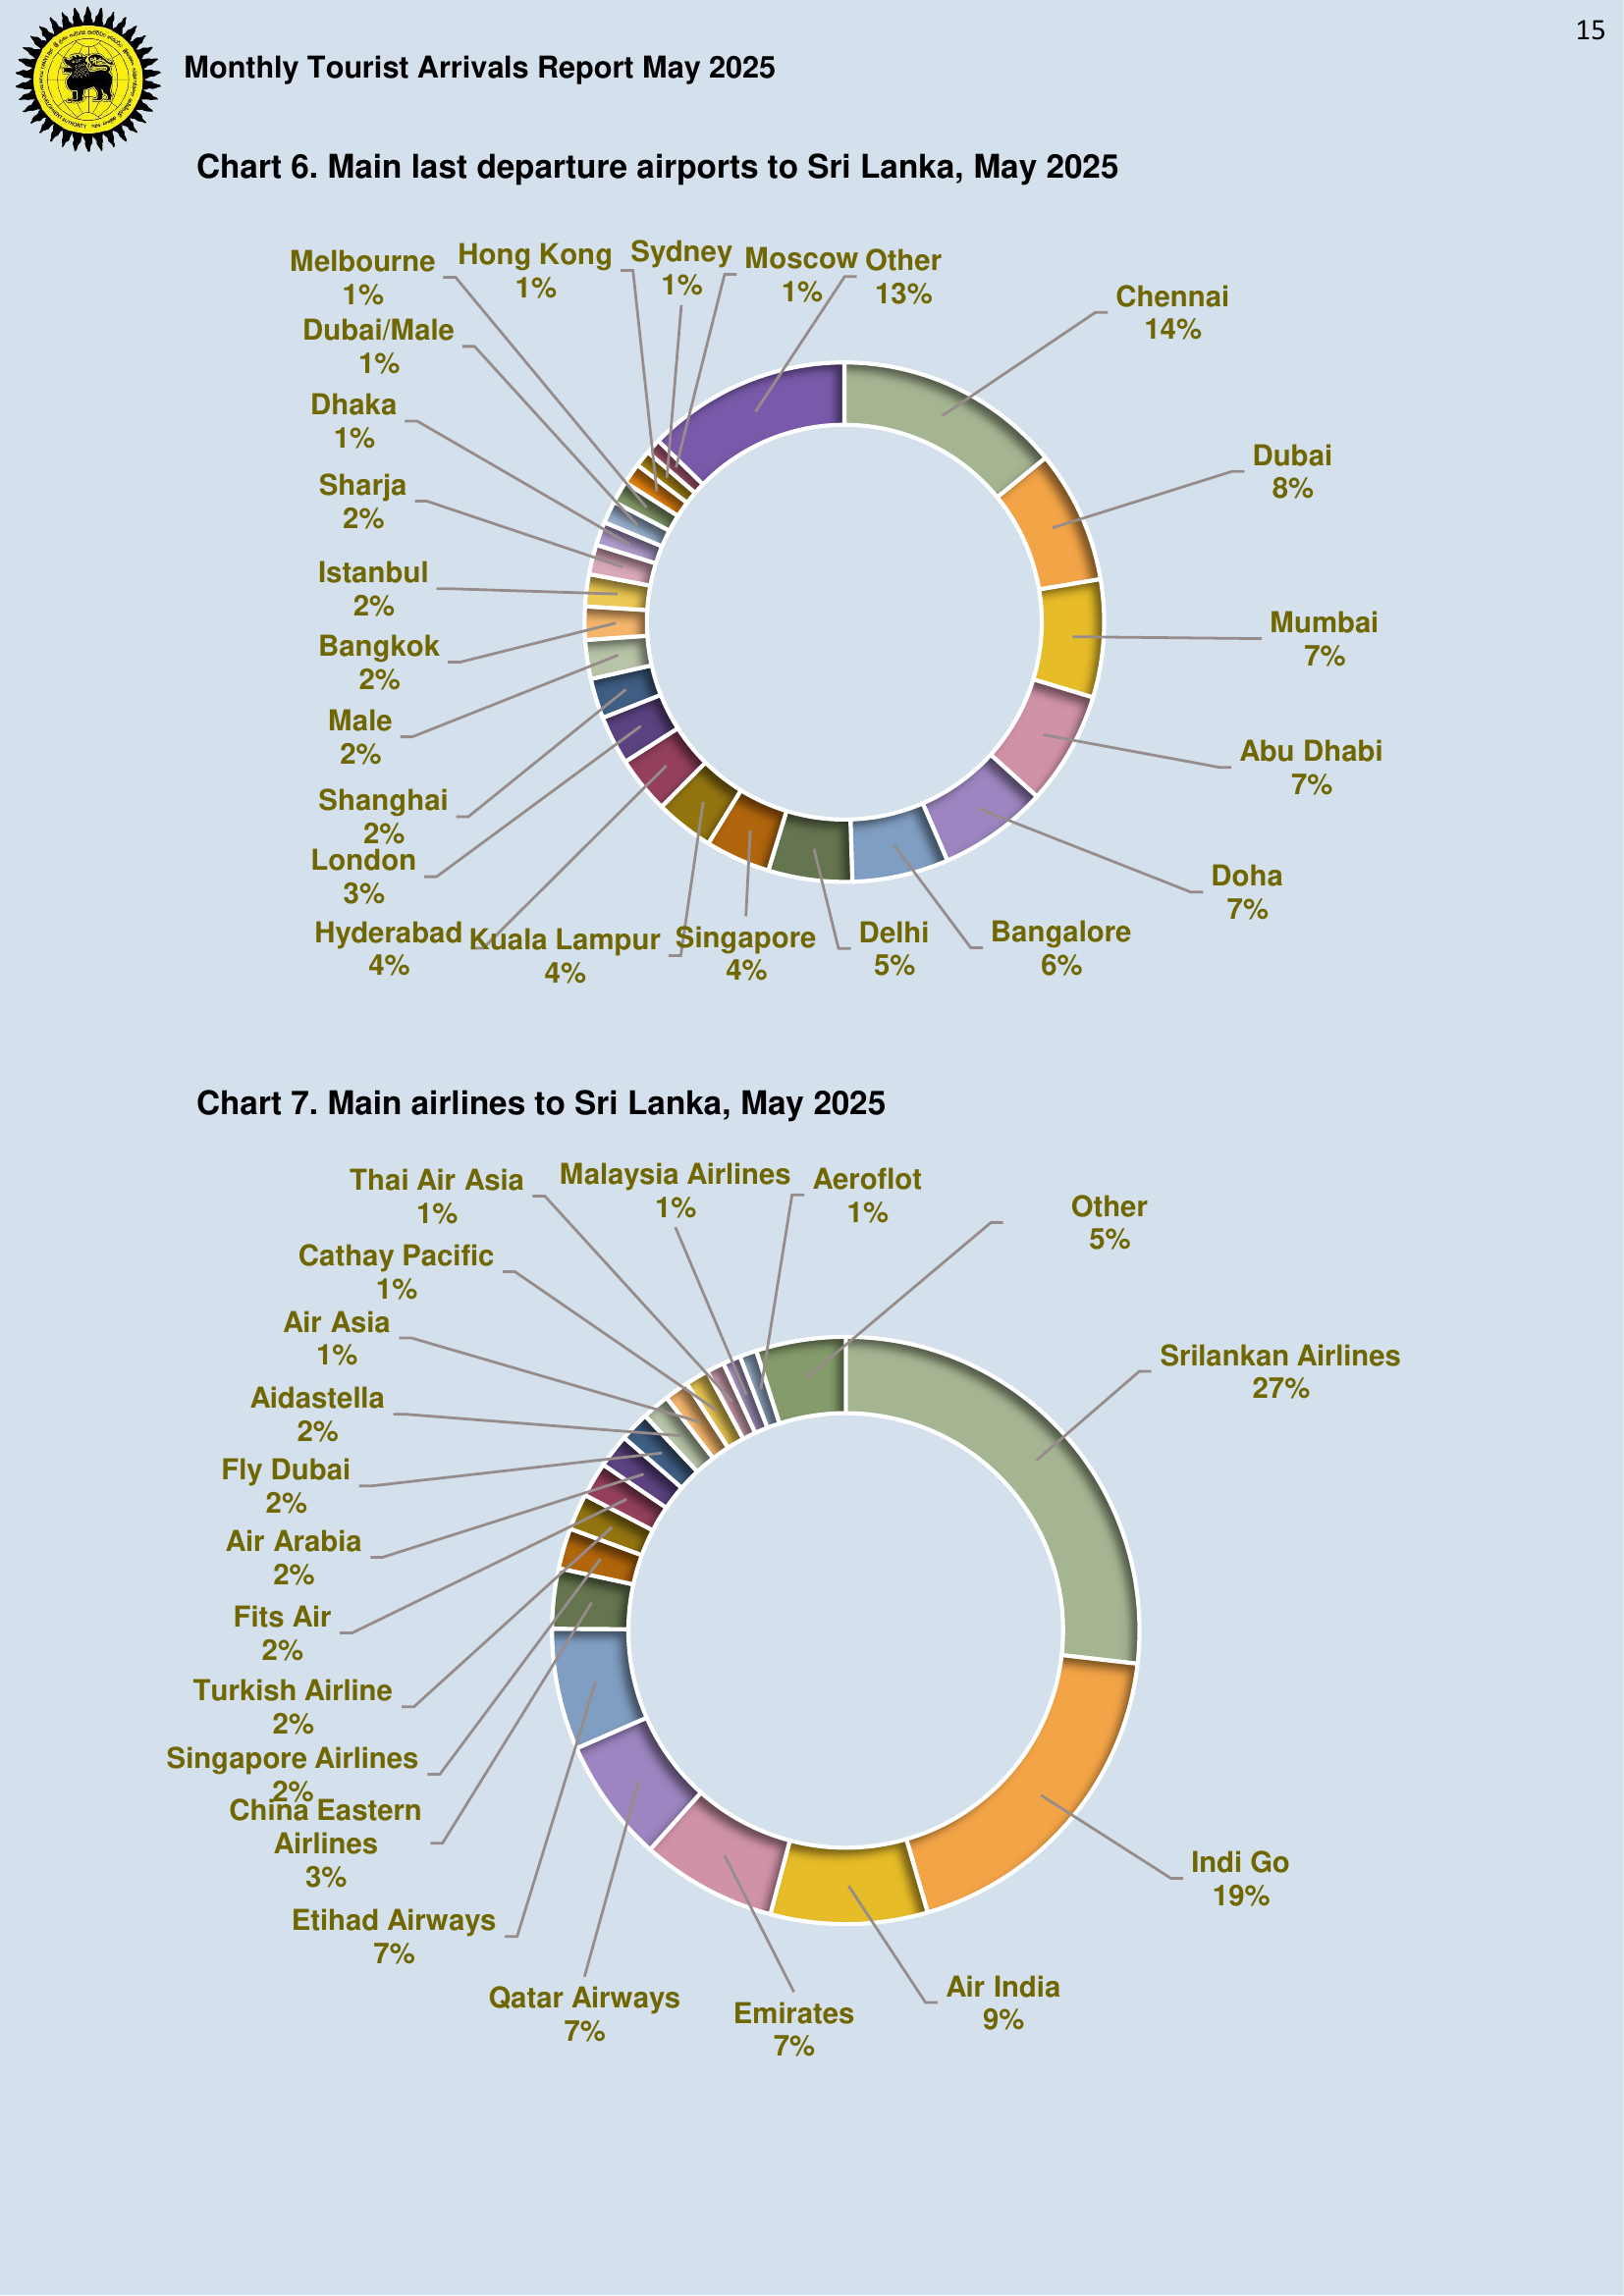 15
Monthly Tourist Arrivals Report May 2025
Chart 6. Main last departure airports to Sri Lanka, May 2025
Melbourne
1%
Hong Kong
1%
Sydney
1%
Moscow
1%
Other
13%
Chennai
14%
Dubai/Male
1%
Dhaka
1%
Dubai
8%
Sharja
2%
Istanbul
2%
Mumbai
7%
Bangkok
2%
Male
2%
Abu Dhabi
7%
Shanghai
2%
London
3%
Doha
7%
Hyderabad
4%
Kuala Lampur
4%
Singapore
4%
Delhi
5%
Bangalore
6%
Chart 7. Main airlines to Sri Lanka, May 2025
Thai Air Asia
1%
Malaysia Airlines
1%
Aeroflot
1%
Other
5%
Cathay Pacific
1%
Air Asia
1%
Srilankan Airlines
27%
Aidastella
2%
Fly Dubai
2%
Air Arabia
2%
Fits Air
2%
Turkish Airline
2%
Singapore Airlines
2%
China Eastern
Airlines
3%
Indi Go
19%
Etihad Airways
7%
Qatar Airways
7%
Emirates
7%
Air India
9%